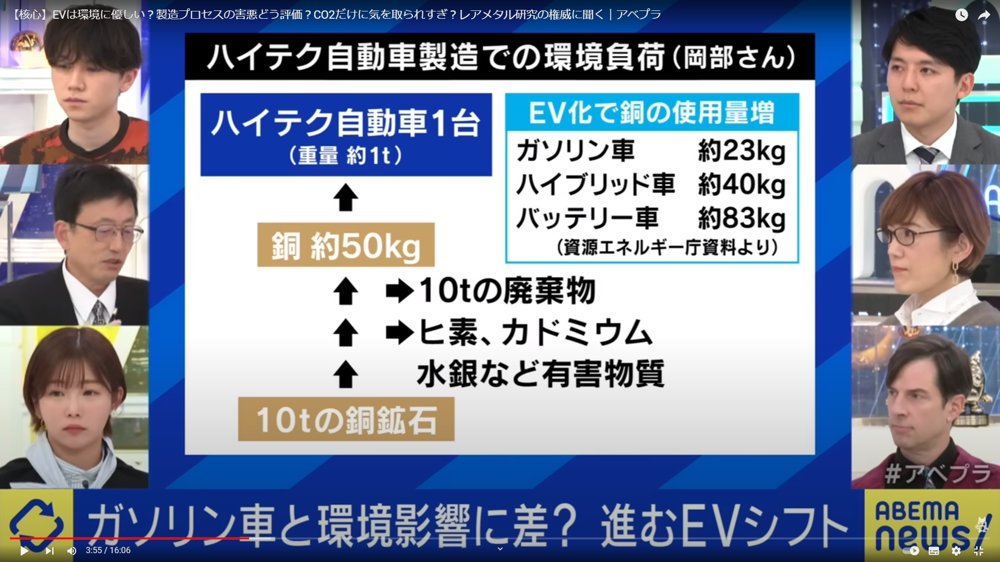 【核心】EVは環境に優しい？製造プロセスの害悪どう評価？CO2だけに気を取られすぎ？レアメタル研究の権威に聞く｜アベプラ
ハイテク自動車製造での環境負荷（岡部さん）
ハイテク自動車1台
（重量 約1t）
銅 約50kg
➡10tの廃棄物
➡ヒ素、カドミウム
水銀など有害物質
10tの銅鉱石
EV化で銅の使用量増
ガソリン車 約23kg
ハイブリッド車 約40kg
バッテリー車 約83kg
（資源エネルギー庁資料より）
#アベプラ
ガソリン車と環境影響に差？ 進むEVシフト
ABEMA
news/
3:55 / 16:06